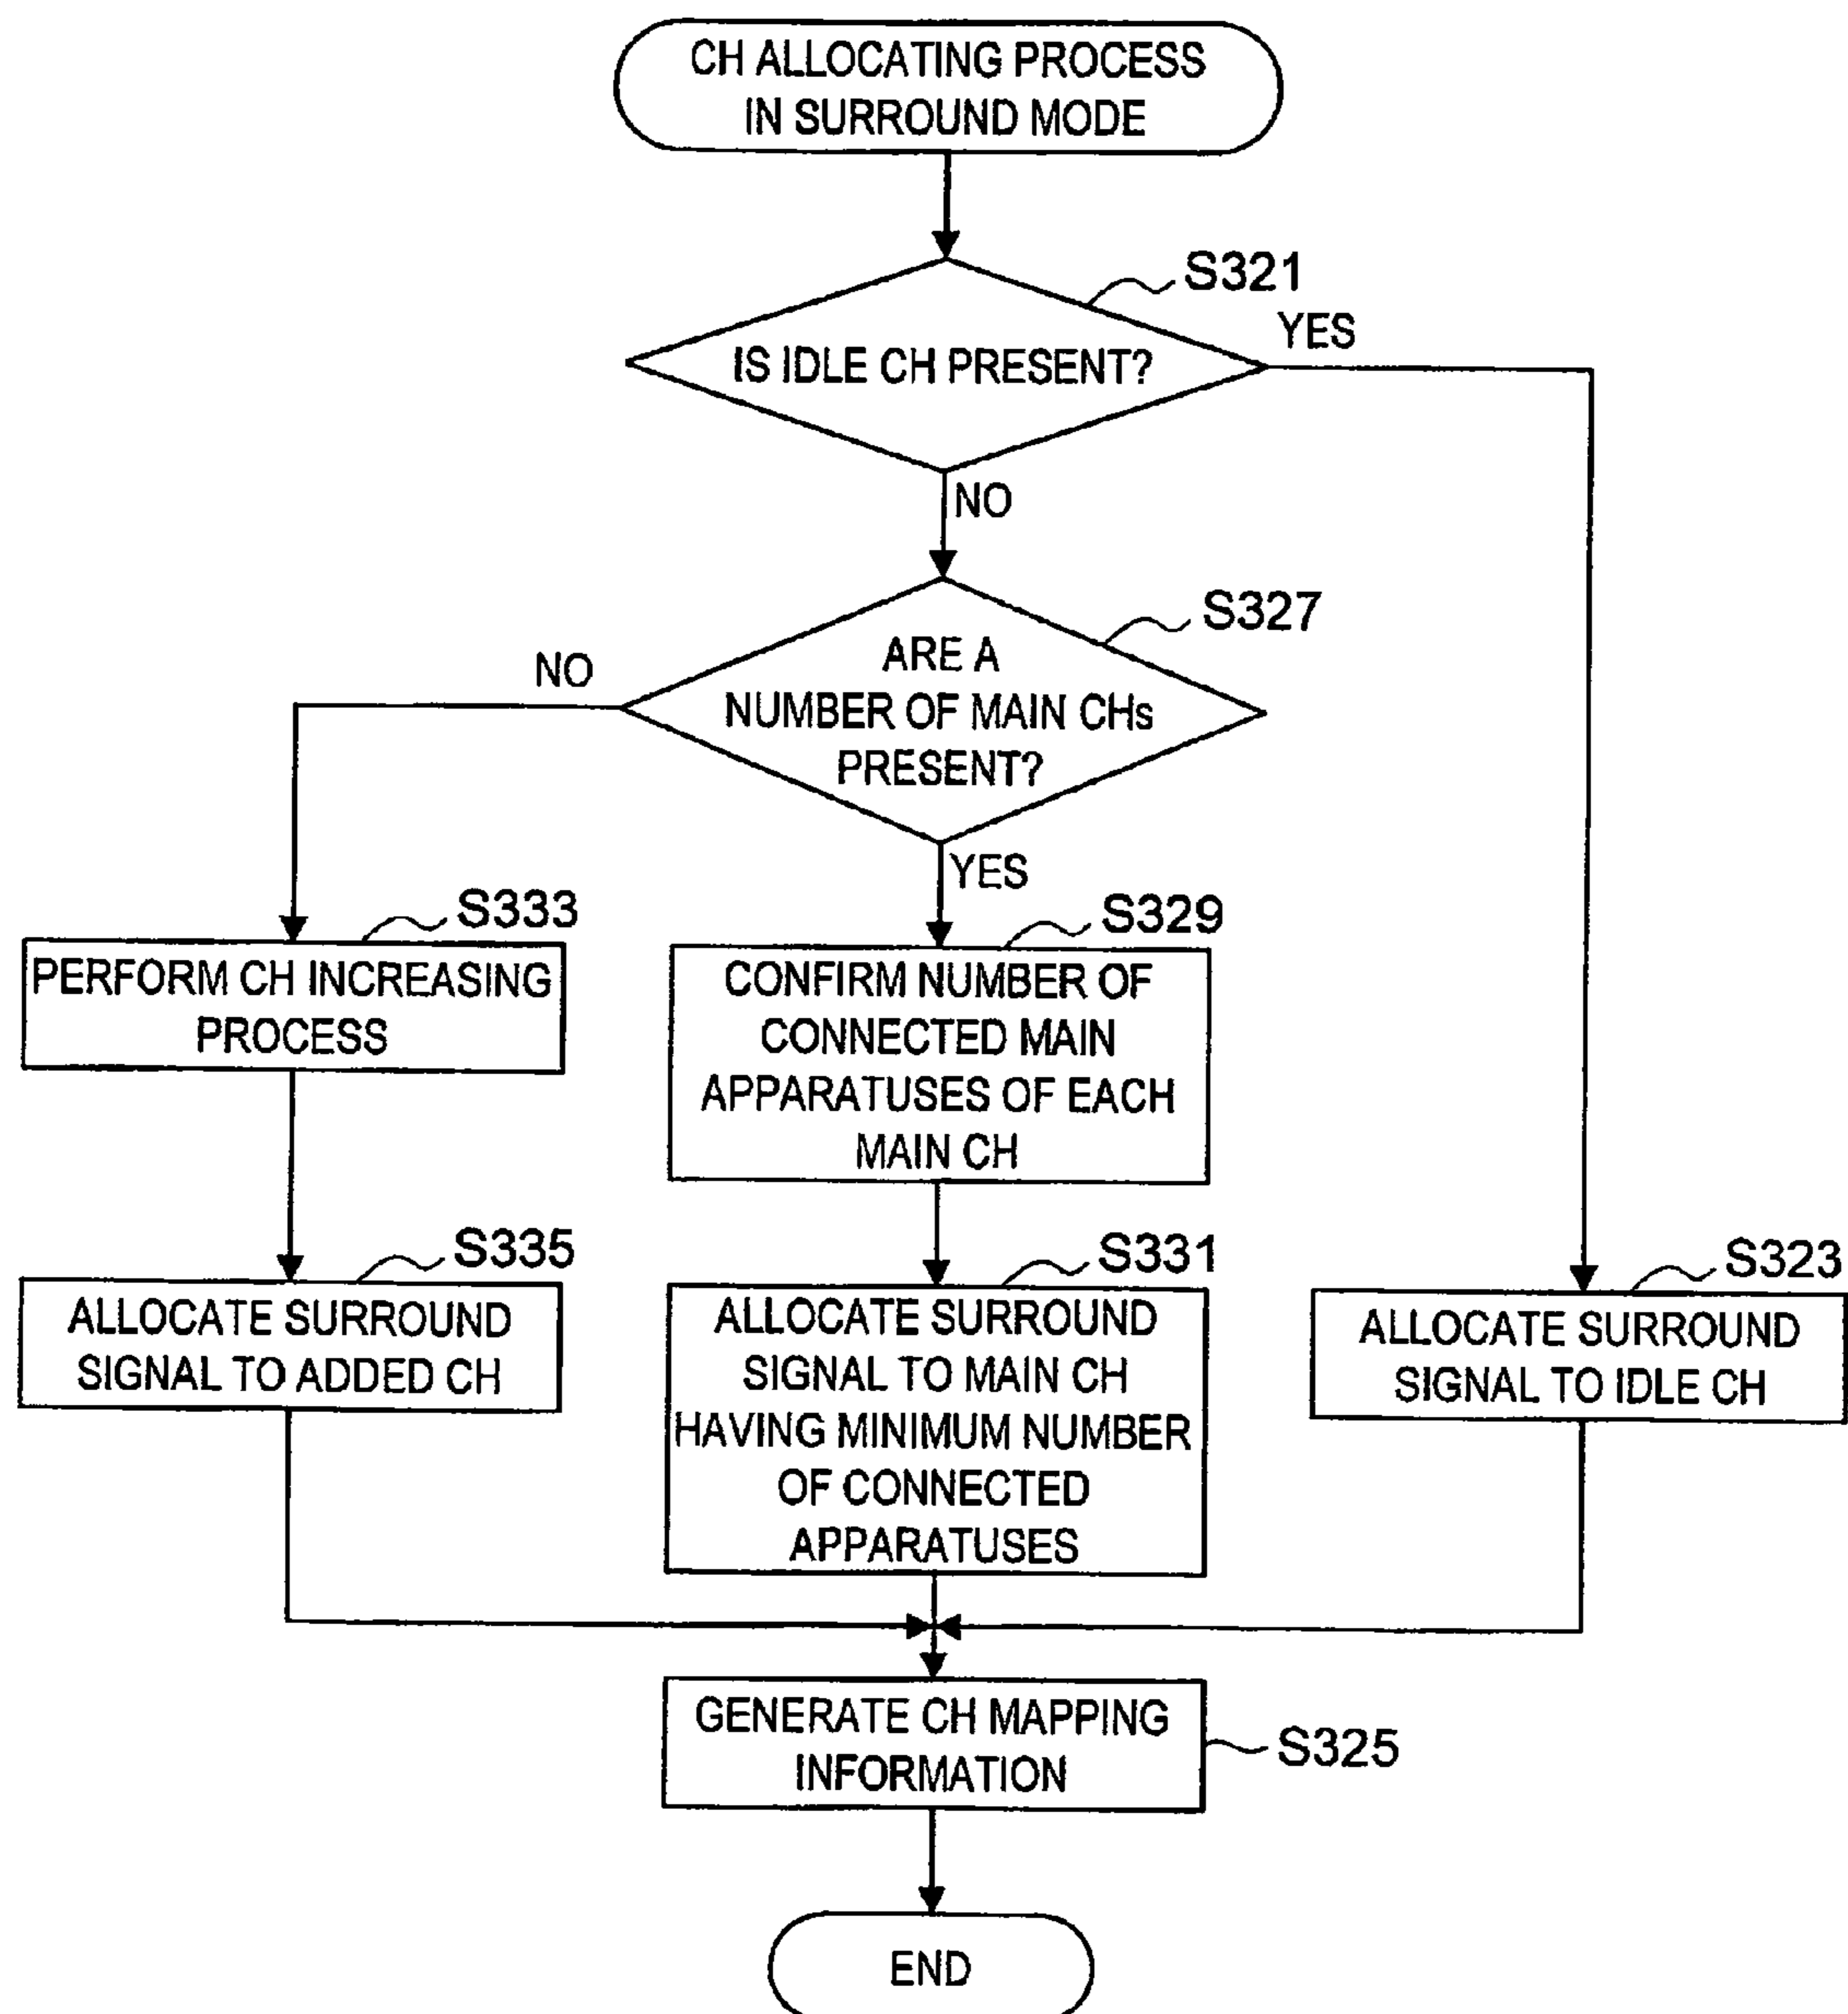 CH ALLOCATING PROCESS
IN SURROUND MODE
S321
IS IDLE CH PRESENT?
YES
NO
S327
ARE A
NUMBER OF MAIN CHs
PRESENT?
NO
YES
S333
PERFORM CH INCREASING
PROCESS
S329
CONFIRM NUMBER OF
CONNECTED MAIN
APPARATUSES OF EACH
MAIN CH
S335
ALLOCATE SURROUND
SIGNAL TO ADDED CH
S331
ALLOCATE SURROUND
SIGNAL TO MAIN CH
HAVING MINIMUM NUMBER
OF CONNECTED
APPARATUSES
S323
ALLOCATE SURROUND
SIGNAL TO IDLE CH
GENERATE CH MAPPING
INFORMATION
S325
END